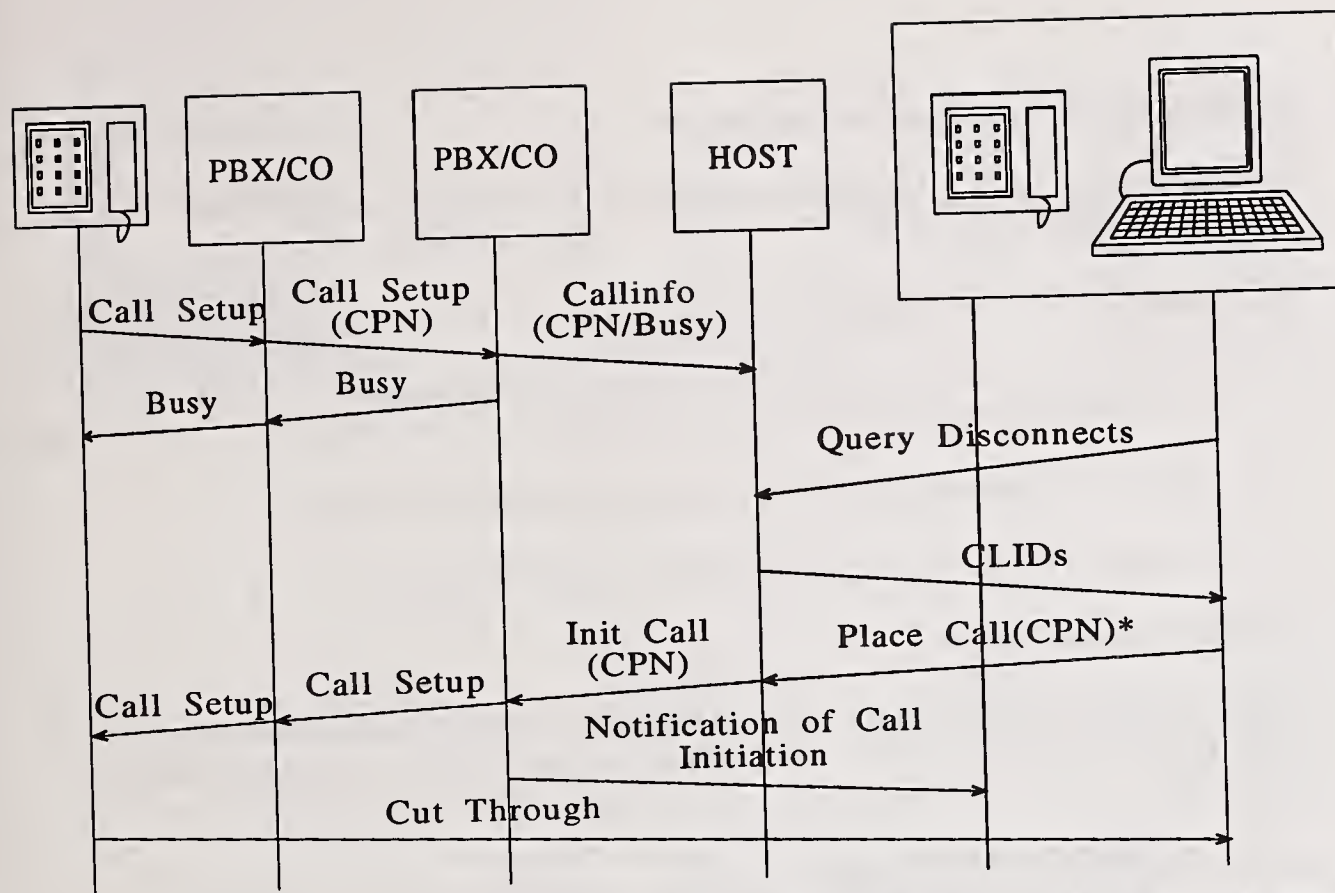 PBX/CO
PBX/CO
HOST
Call Setup
Call Setup
(CPN)
Callinfo
(CPN/Busy)
Busy
Busy
Query Disconnects
CLIDs
Place Call(CPN)*
Init Call
(CPN)
Call Setup
Call Setup
Notification of Call
Initiation
Cut Through